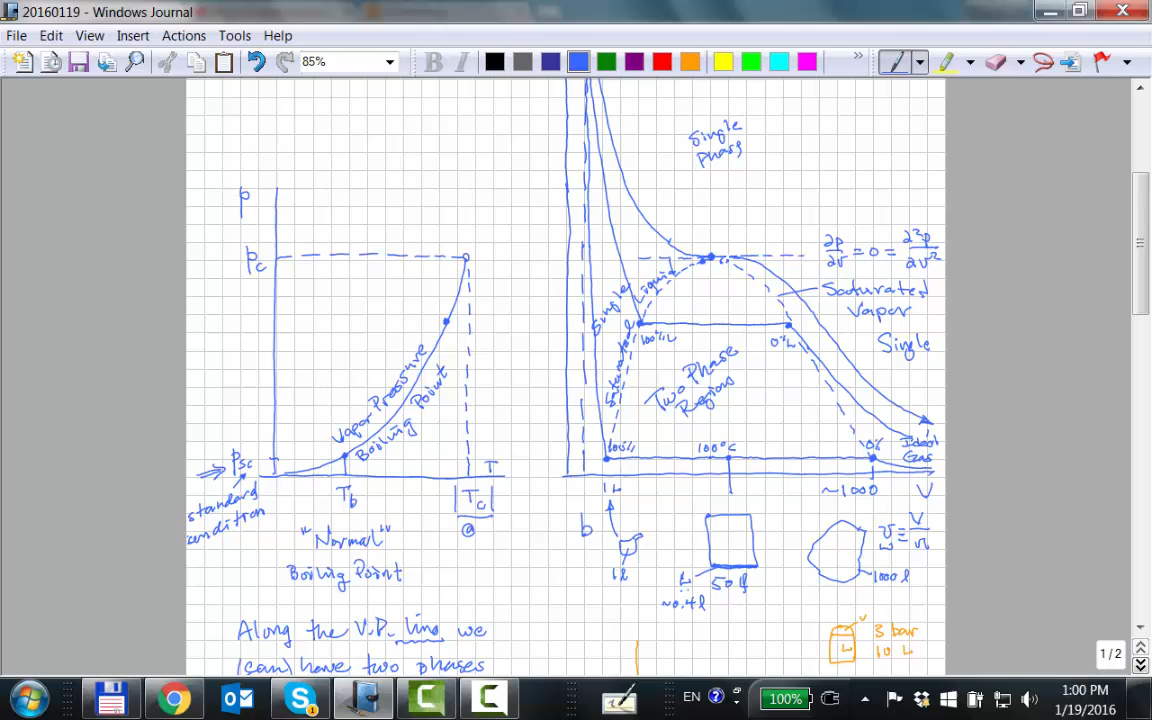 20160119 - Windows Journal
File Edit View Insert Actions Tools Help
85%
B I
Single
Phase
P
Pc
∂p/∂v = 0 = ∂²p/∂v²
Saturated
Vapor
Single
Single
Liquid
Saturated
100% L
0% L
Two Phase
Region
Vapor Pressure
Boiling Point
100%
100°C
0%
Ideal
Gas
Psc
T
standard
condition
Tb
Tc
@
1L
~1000
V
b
"Normal"
Boiling Point
1l
L
50 l
~0.4 l
1000 l
v ≡ V/n
Along the V.P. line we
(can) have two phases
V
L
3 bar
10 L
1 / 2
EN
100%
1:00 PM
1/19/2016